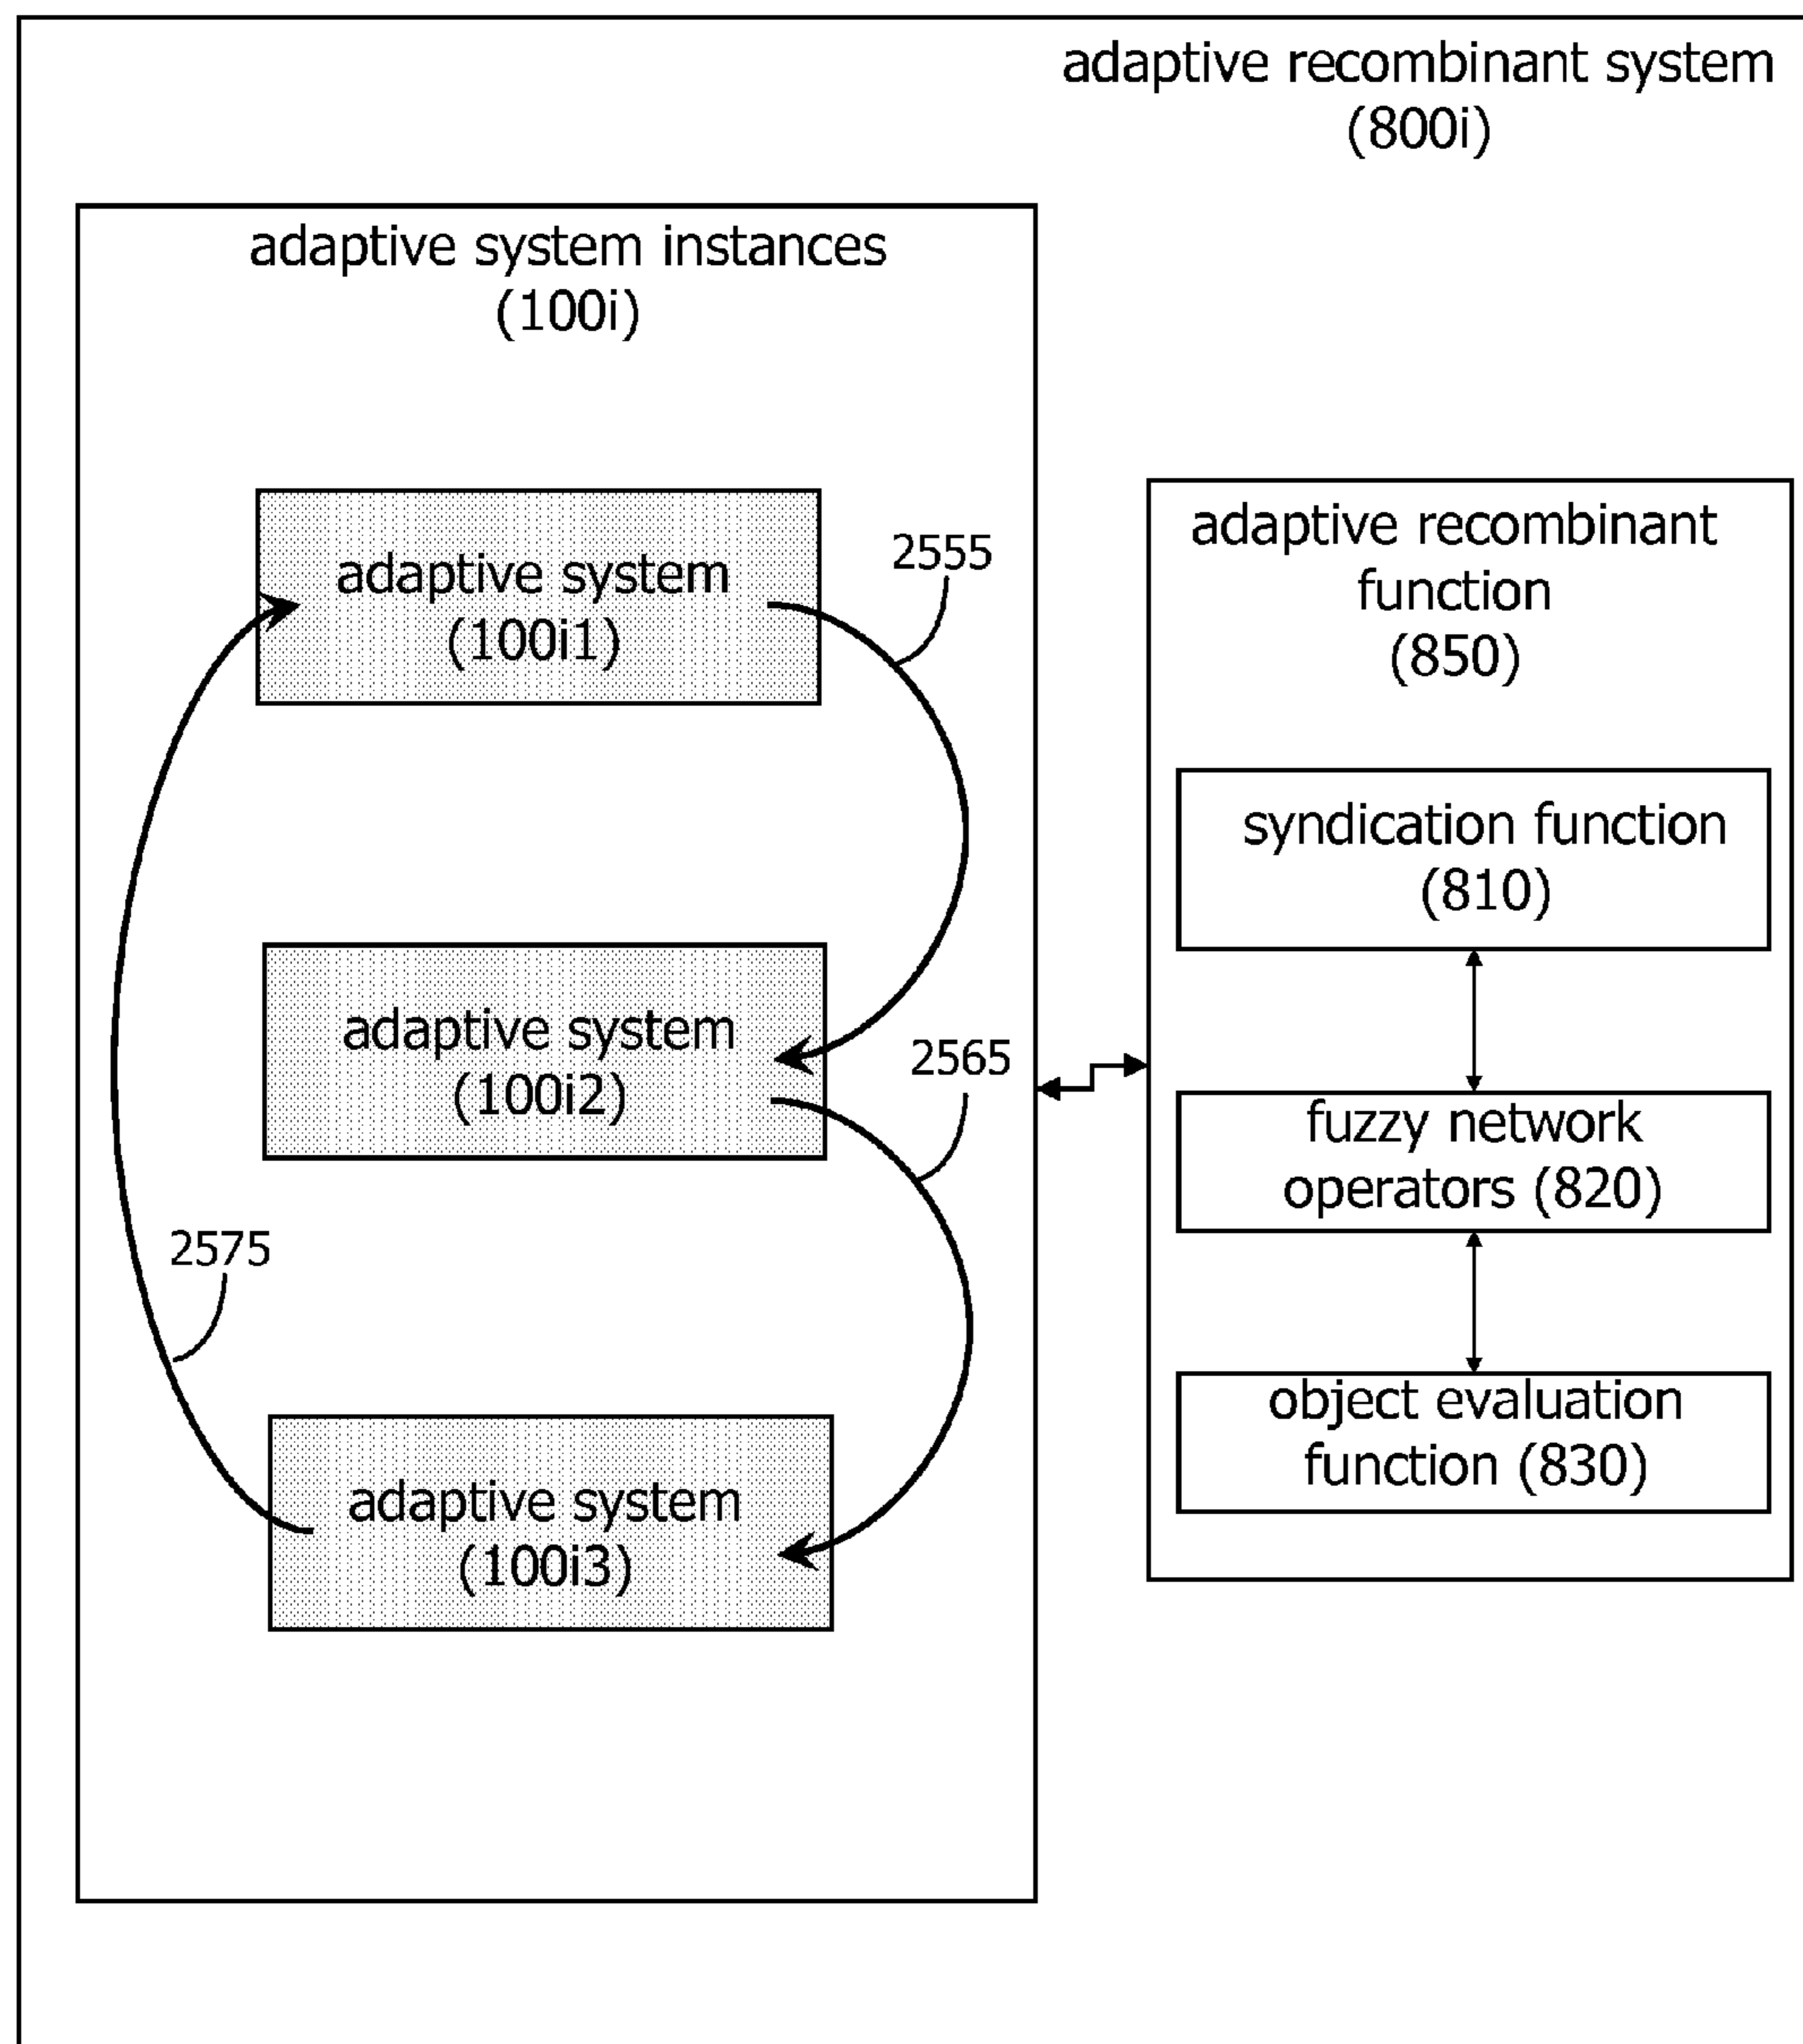 adaptive recombinant system
(800i)
adaptive system instances
(100i)
adaptive system
(100i1)
2555
adaptive system
(100i2)
2565
2575
adaptive system
(100i3)
adaptive recombinant
function
(850)
syndication function
(810)
fuzzy network
operators (820)
object evaluation
function (830)